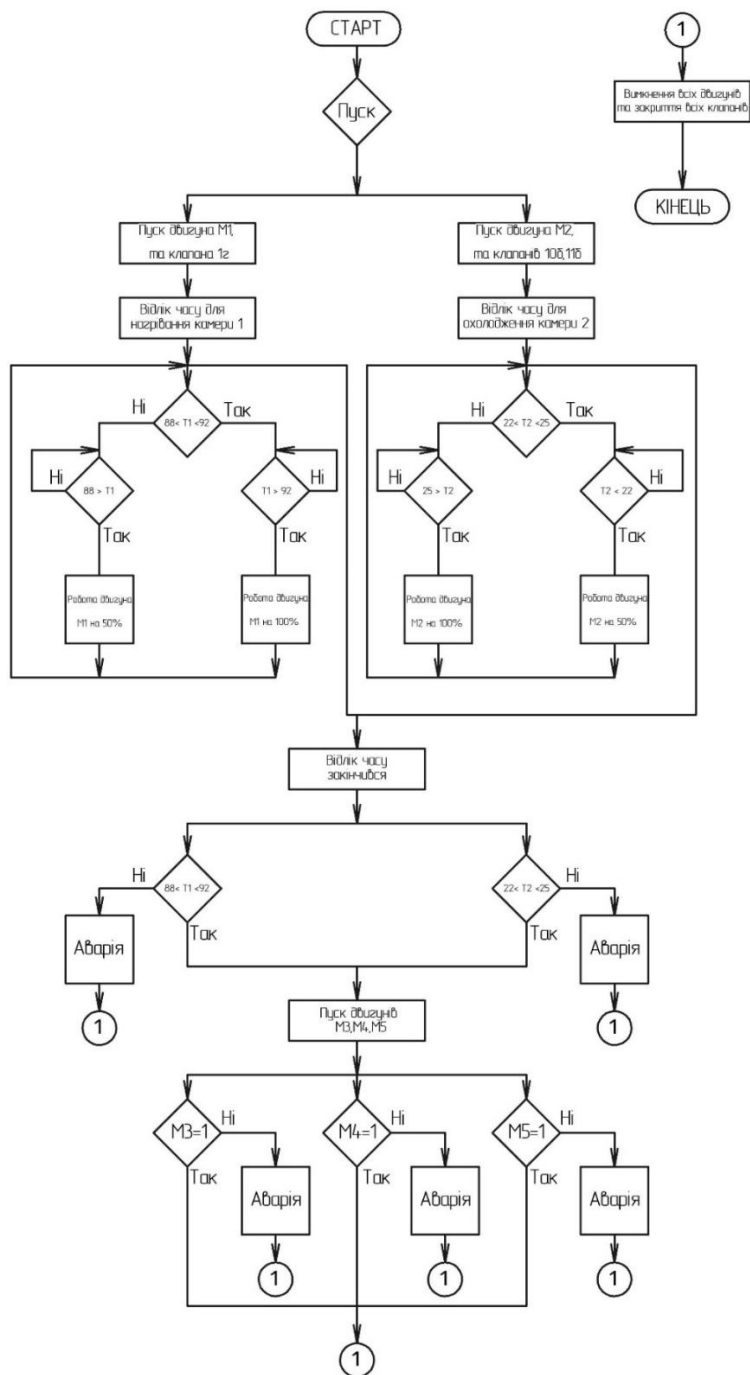 СТАРТ
1
Пуск
Вимкнення всіх двигунів
та закриття всіх клапанів
КІНЕЦЬ
Пуск двигуна М1,
та клапана 1г
Пуск двигуна М2,
та клапанів 10б,11б
Відлік часу для
нагрівання камери 1
Відлік часу для
охолодження камери 2
Ні
88< Т1 <92
Так
Ні
22< Т2 <25
Так
Ні
88 > Т1
Так
Т1 > 92
Ні
Так
Ні
25 > Т2
Так
Т2 < 22
Ні
Так
Робота двигуна
М1 на 50%
Робота двигуна
М1 на 100%
Робота двигуна
М2 на 100%
Робота двигуна
М2 на 50%
Відлік часу
закінчився
Ні
88< Т1 <92
Так
22< Т2 <25
Ні
Так
Аварія
1
Аварія
1
Пуск двигунів
М3,М4,М5
М3=1
Ні
Так
М4=1
Ні
Так
М5=1
Ні
Так
Аварія
Аварія
Аварія
1
1
1
1